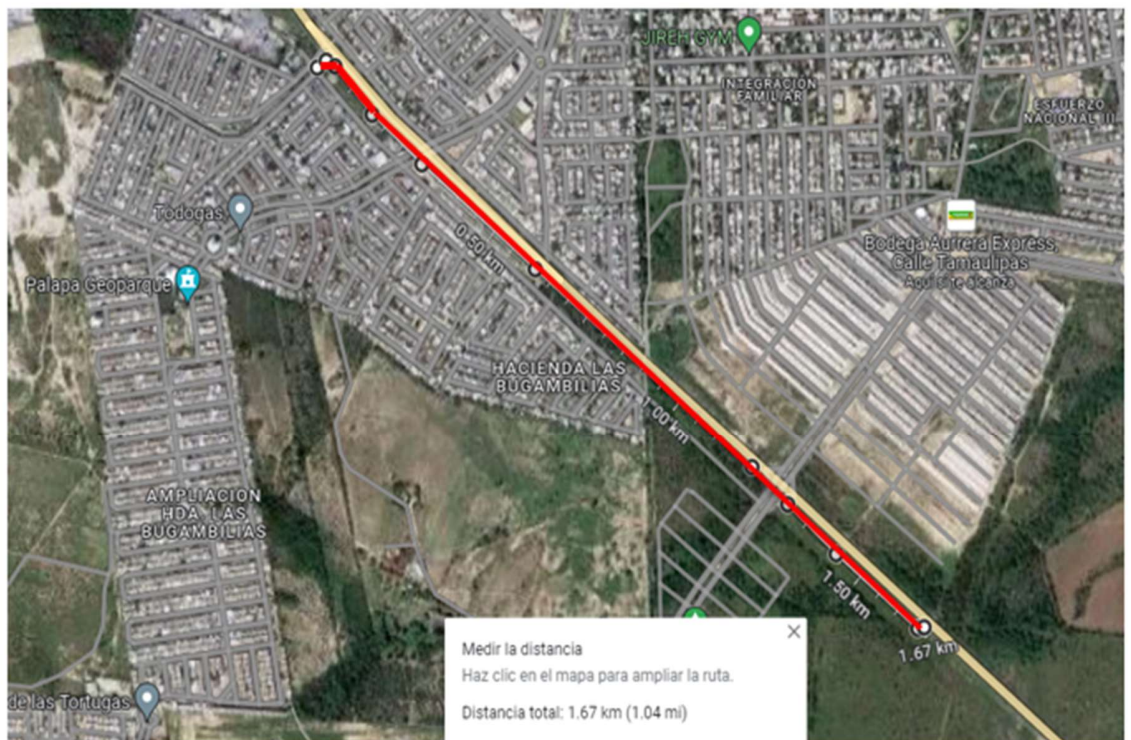 JIREH GYM
INTEGRACION
FAMILIAR
ESFUERZO
NACIONAL III
Todogas
0.50 km
Bodega Aurrera Express,
Calle Tamaulipas
Aquí sí te alcanza
Palapa Geoparque
HACIENDA LAS
BUGAMBILIAS
1.00 km
AMPLIACION
HDA. LAS
BUGAMBILIAS
1.50 km
1.67 km
Medir la distancia
Haz clic en el mapa para ampliar la ruta.
Distancia total: 1.67 km (1.04 mi)
de las Tortugas